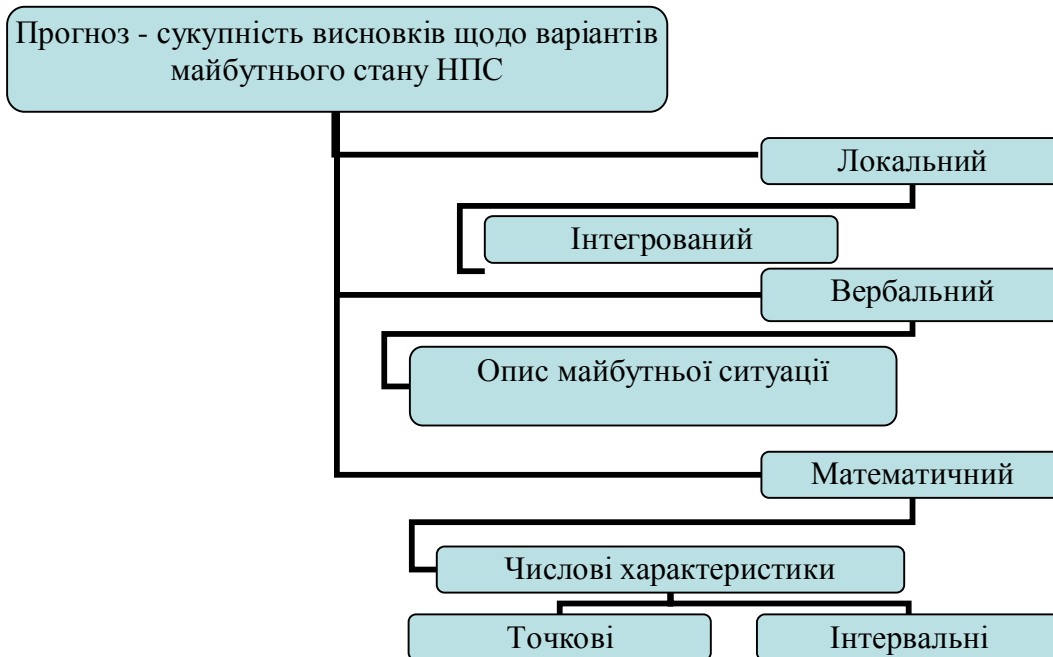 Прогноз - сукупність висновків щодо варіантів
майбутнього стану НПС
Локальний
Інтегрований
Вербальний
Опис майбутньої ситуації
Математичний
Числові характеристики
Точкові
Інтервальні